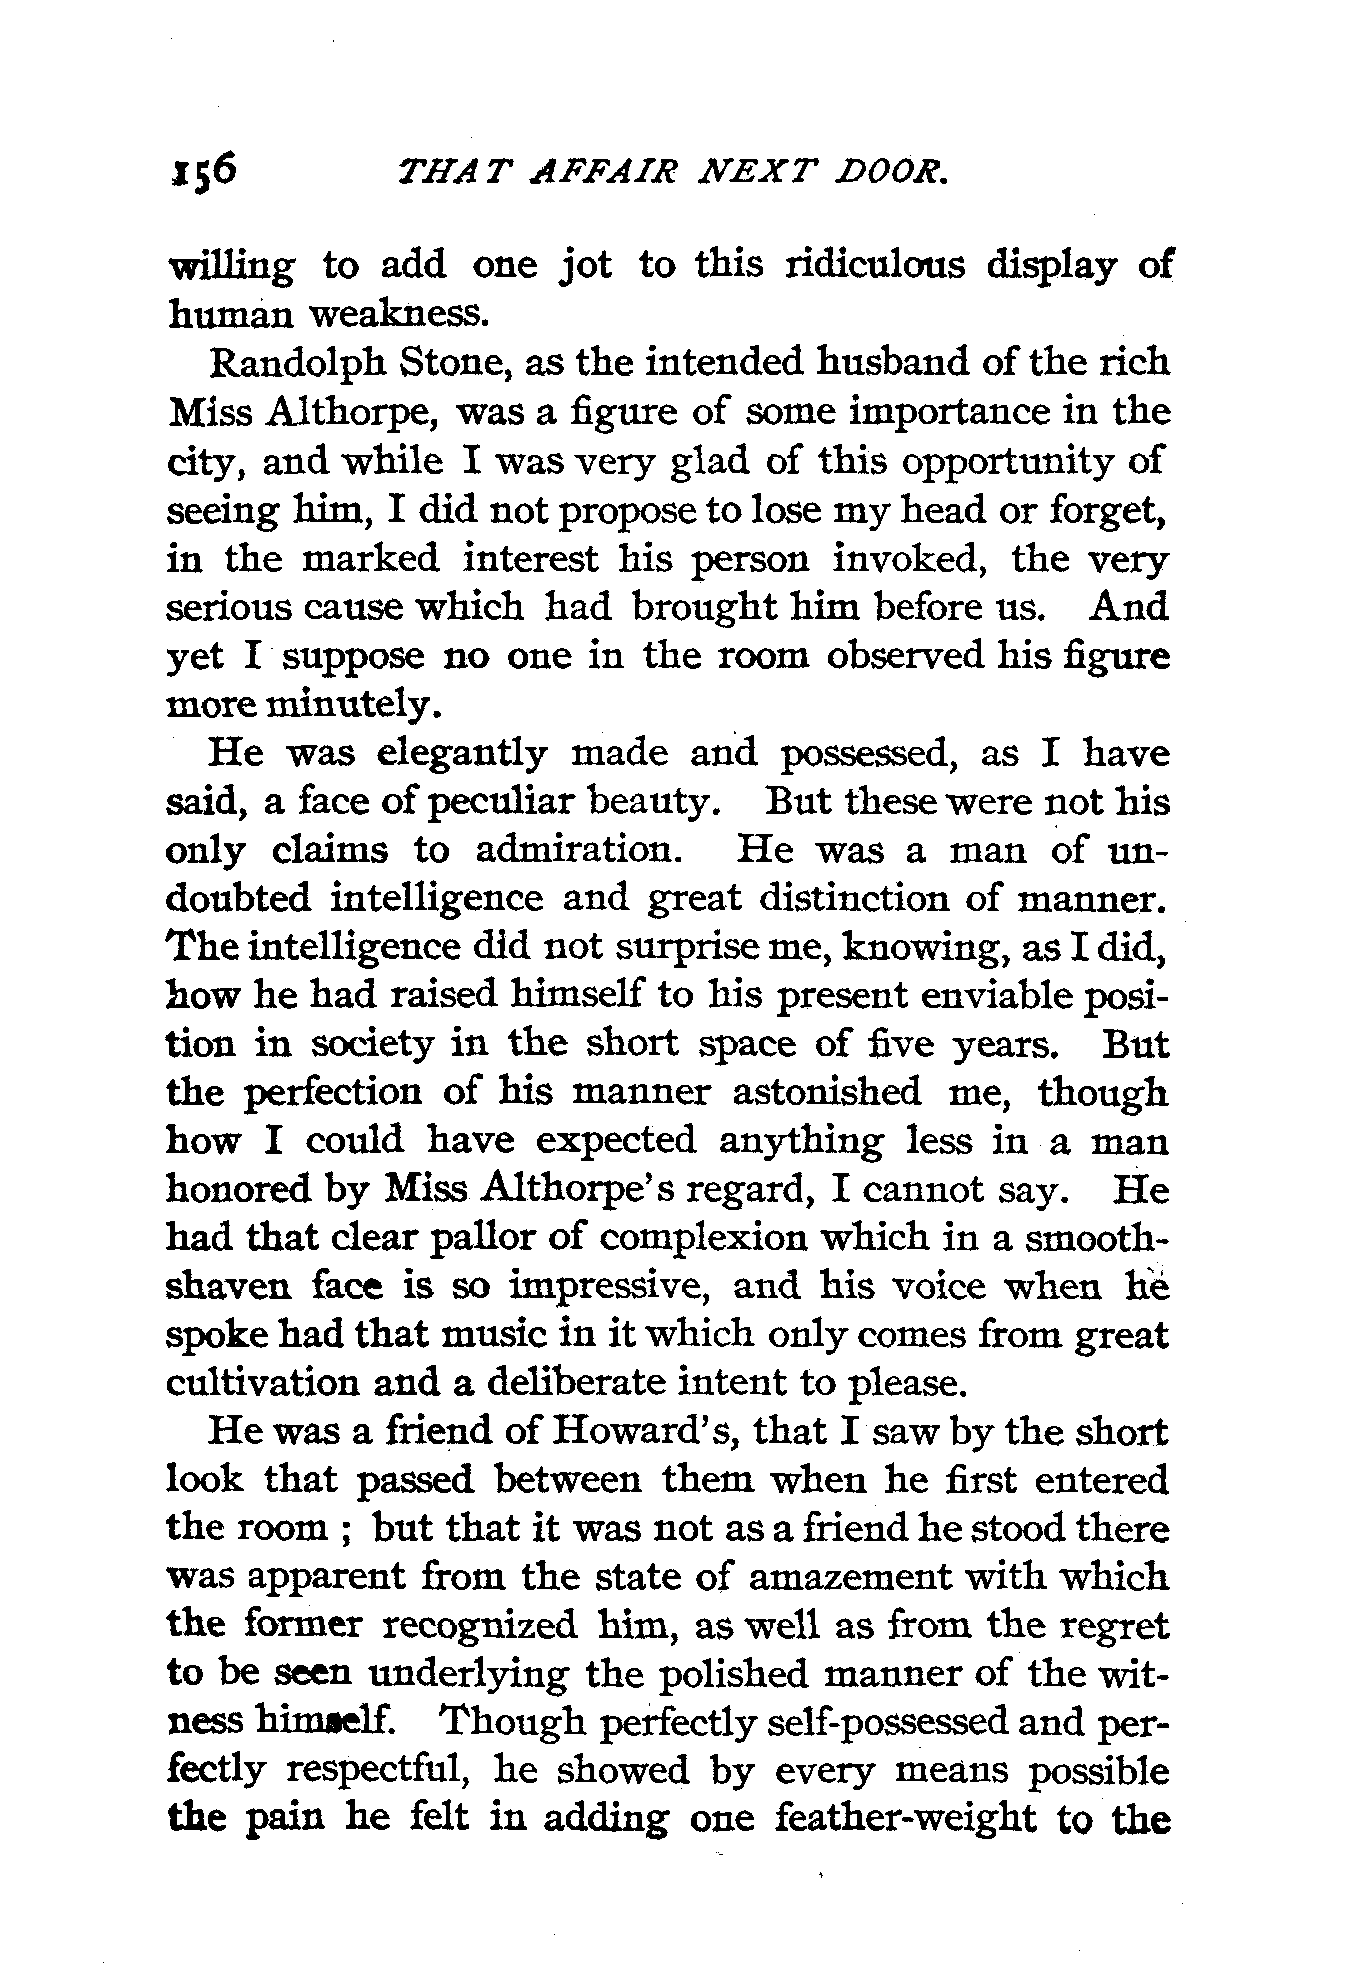 156 THAT AFFAIR NEXT DOOR.
willing to add one jot to this ridiculous display of
human weakness.
Randolph Stone, as the intended husband of the rich
Miss Althorpe, was a figure of some importance in the
city, and while I was very glad of this opportunity of
seeing him, I did not propose to lose my head or forget,
in the marked interest his person invoked, the very
serious cause which had brought him before us. And
yet I suppose no one in the room observed his figure
more minutely.
He was elegantly made and possessed, as I have
said, a face of peculiar beauty. But these were not his
only claims to admiration. He was a man of un-
doubted intelligence and great distinction of manner.
The intelligence did not surprise me, knowing, as I did,
how he had raised himself to his present enviable posi-
tion in society in the short space of five years. But
the perfection of his manner astonished me, though
how I could have expected anything less in a man
honored by Miss Althorpe's regard, I cannot say. He
had that clear pallor of complexion which in a smooth-
shaven face is so impressive, and his voice when he
spoke had that music in it which only comes from great
cultivation and a deliberate intent to please.
He was a friend of Howard's, that I saw by the short
look that passed between them when he first entered
the room ; but that it was not as a friend he stood there
was apparent from the state of amazement with which
the former recognized him, as well as from the regret
to be seen underlying the polished manner of the wit-
ness himself. Though perfectly self-possessed and per-
fectly respectful, he showed by every means possible
the pain he felt in adding one feather-weight to the